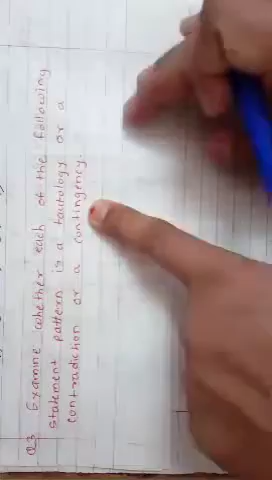 Q3 Examine whether each of the following
statement pattern is a tautology or a
contradiction or a contingency.